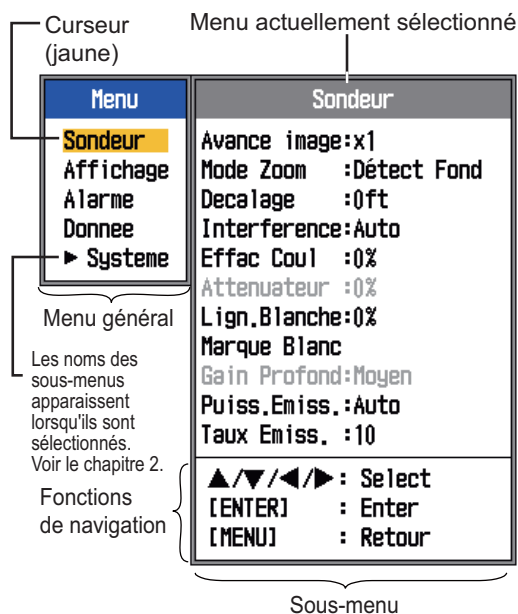 Curseur
(jaune)
Menu actuellement sélectionné
Menu
Sondeur
Affichage
Alarme
Donnee
► Systeme
Menu général
Les noms des
sous-menus
apparaissent
lorsqu'ils sont
sélectionnés.
Voir le chapitre 2.
Fonctions
de navigation
Sondeur
Avance image:x1
Mode Zoom :Détect Fond
Decalage :0ft
Interference:Auto
Effac Coul :0%
Attenuateur :0%
Lign.Blanche:0%
Marque Blanc
Gain Profond:Moyen
Puiss.Emiss.:Auto
Taux Emiss. :10
▲/▼/◄/►: Select
[ENTER] : Enter
[MENU] : Retour
Sous-menu